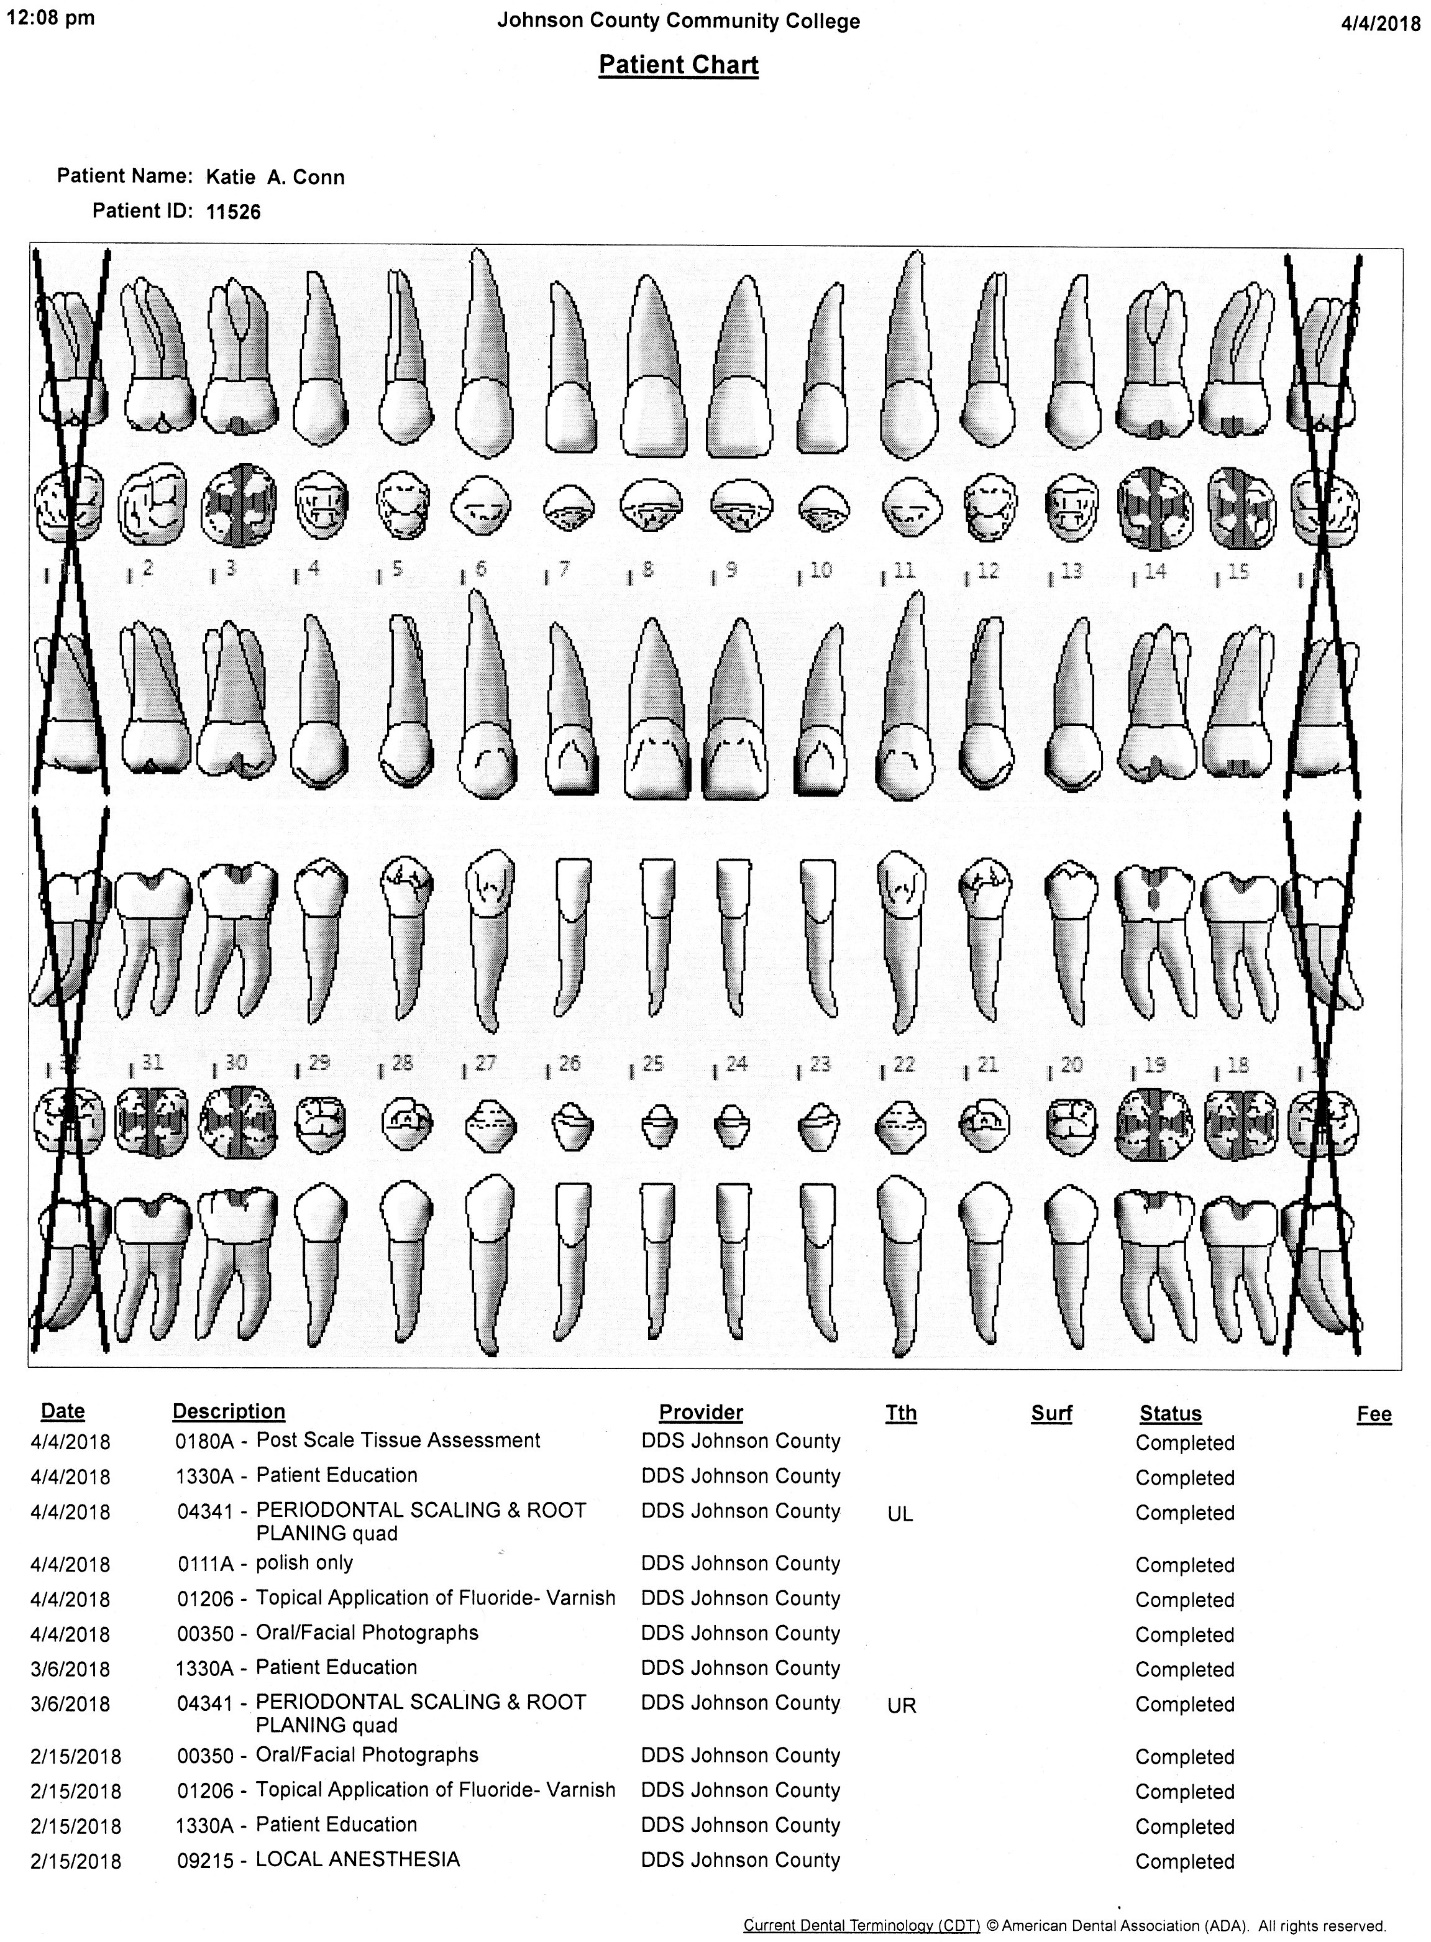 12:08 pm Johnson County Community College 4/4/2018
Patient Chart
Patient Name: Katie A. Conn
Patient ID: 11526
2 3 4 5 6 7 8 9 10 11 12 13 14 15
31 30 29 28 27 26 25 24 23 22 21 20 19 18
Date Description Provider Tth Surf Status Fee
4/4/2018 0180A - Post Scale Tissue Assessment DDS Johnson County Completed
4/4/2018 1330A - Patient Education DDS Johnson County Completed
4/4/2018 04341 - PERIODONTAL SCALING & ROOT DDS Johnson County UL Completed
PLANING quad
4/4/2018 0111A - polish only DDS Johnson County Completed
4/4/2018 01206 - Topical Application of Fluoride- Varnish DDS Johnson County Completed
4/4/2018 00350 - Oral/Facial Photographs DDS Johnson County Completed
3/6/2018 1330A - Patient Education DDS Johnson County Completed
3/6/2018 04341 - PERIODONTAL SCALING & ROOT DDS Johnson County UR Completed
PLANING quad
2/15/2018 00350 - Oral/Facial Photographs DDS Johnson County Completed
2/15/2018 01206 - Topical Application of Fluoride- Varnish DDS Johnson County Completed
2/15/2018 1330A - Patient Education DDS Johnson County Completed
2/15/2018 09215 - LOCAL ANESTHESIA DDS Johnson County Completed
Current Dental Terminology (CDT) © American Dental Association (ADA). All rights reserved.